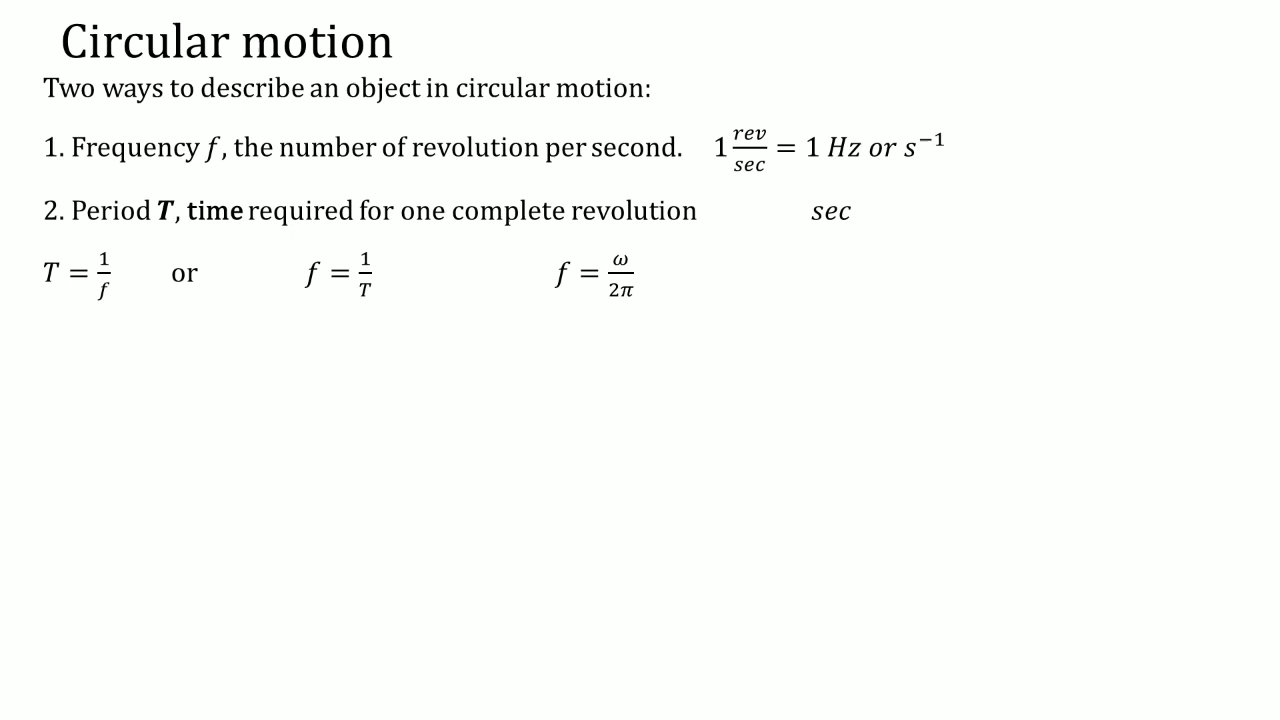 Circular motion
Two ways to describe an object in circular motion:
1. Frequency f, the number of revolution per second. 1 rev/sec = 1 Hz or s⁻¹
2. Period T, time required for one complete revolution sec
T = 1/f or f = 1/T f = ω/2π